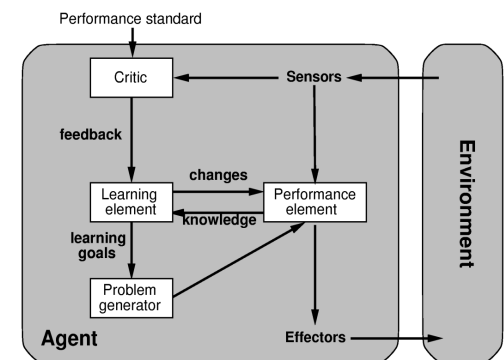 Performance standard
Critic
Sensors
feedback
changes
Learning
element
Performance
element
knowledge
learning
goals
Problem
generator
Agent
Effectors
Environment